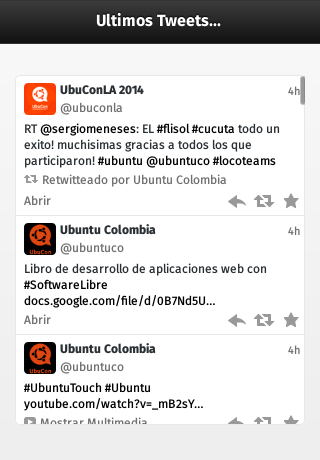 Ultimos Tweets...
UbuConLA 2014 4h
@ubuconla
RT @sergiomeneses: EL #flisol #cucuta todo un
exito! muchisimas gracias a todos los que
participaron! #ubuntu @ubuntuco #locoteams
Retwitteado por Ubuntu Colombia
Abrir
Ubuntu Colombia 4h
@ubuntuco
UbuCon
Libro de desarrollo de aplicaciones web con
#SoftwareLibre
docs.google.com/file/d/0B7Nd5U...
Abrir
Ubuntu Colombia 4h
@ubuntuco
UbuCon
#UbuntuTouch #Ubuntu
youtube.com/watch?v=_mB2sY...
Mostrar Multimedia